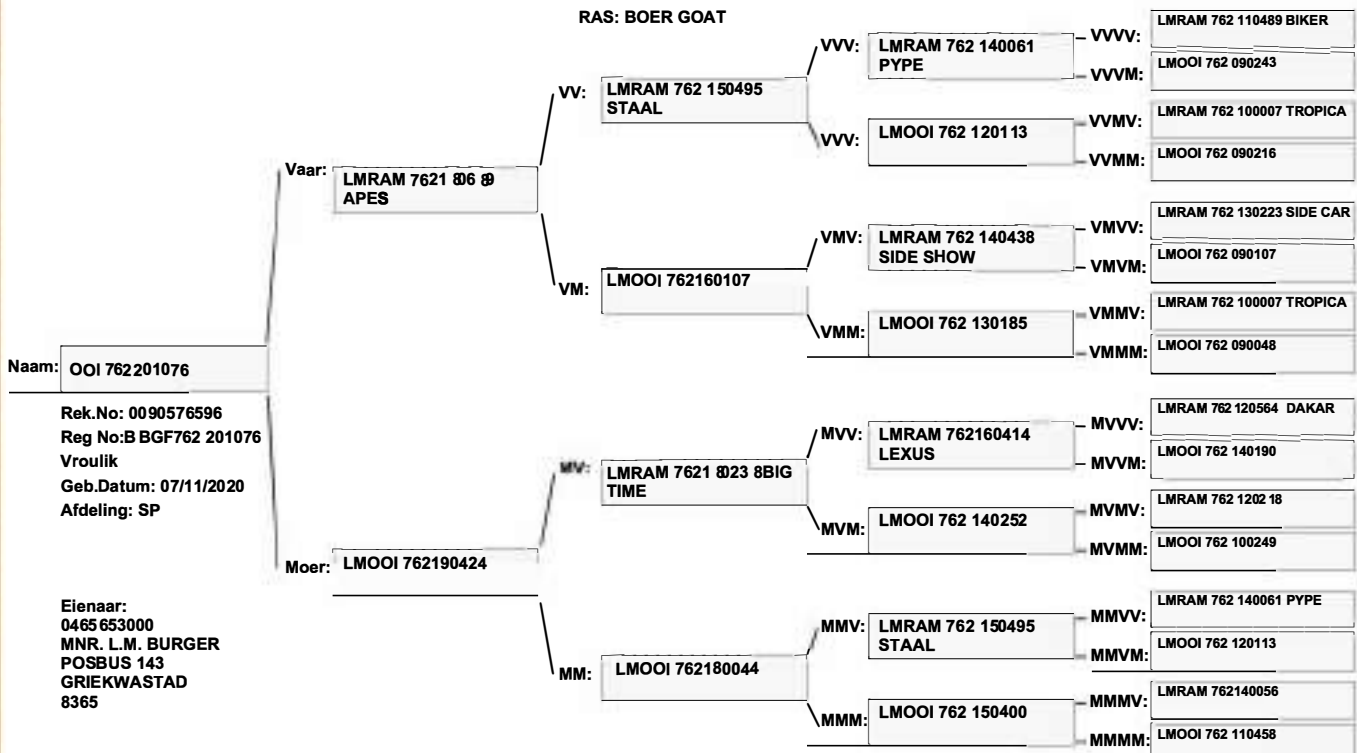 RAS: BOER GOAT
Naam: OOI 762201076
Rek.No: 0090576596
Reg No:B BGF762 201076
Vroulik
Geb.Datum: 07/11/2020
Afdeling: SP
Eienaar:
0465653000
MNR. L.M. BURGER
POSBUS 143
GRIEKWASTAD
8365
Vaar: LMRAM 7621 806 89
APES
Moer: LMOOI 762190424
VV: LMRAM 762 150495
STAAL
VM: LMOOI 762160107
MV: LMRAM 7621 8023 8BIG
TIME
MM: LMOOI 762180044
VVV: LMRAM 762 140061
PYPE
VVV: LMOOI 762 120113
VMV: LMRAM 762 140438
SIDE SHOW
VMM: LMOOI 762 130185
MVV: LMRAM 762160414
LEXUS
MVM: LMOOI 762 140252
MMV: LMRAM 762 150495
STAAL
MMM: LMOOI 762 150400
VVVV: LMRAM 762 110489 BIKER
VVVM: LMOOI 762 090243
VVMV: LMRAM 762 100007 TROPICA
VVMM: LMOOI 762 090216
VMVV: LMRAM 762 130223 SIDE CAR
VMVM: LMOOI 762 090107
VMMV: LMRAM 762 100007 TROPICA
VMMM: LMOOI 762 090048
MVVV: LMRAM 762 120564 DAKAR
MVVM: LMOOI 762 140190
MVMV: LMRAM 762 120218
MVMM: LMOOI 762 100249
MMVV: LMRAM 762 140061 PYPE
MMVM: LMOOI 762 120113
MMMV: LMRAM 762140056
MMMM: LMOOI 762 110458